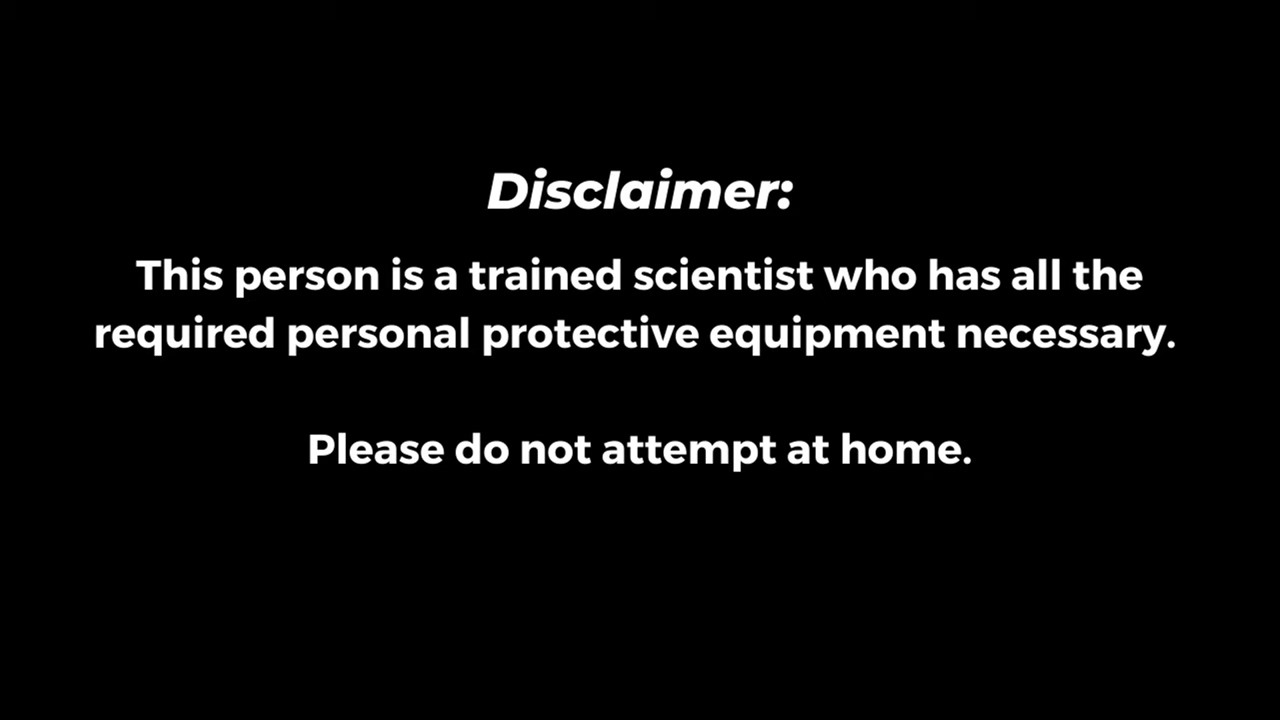 Disclaimer:
This person is a trained scientist who has all the
required personal protective equipment necessary.
Please do not attempt at home.